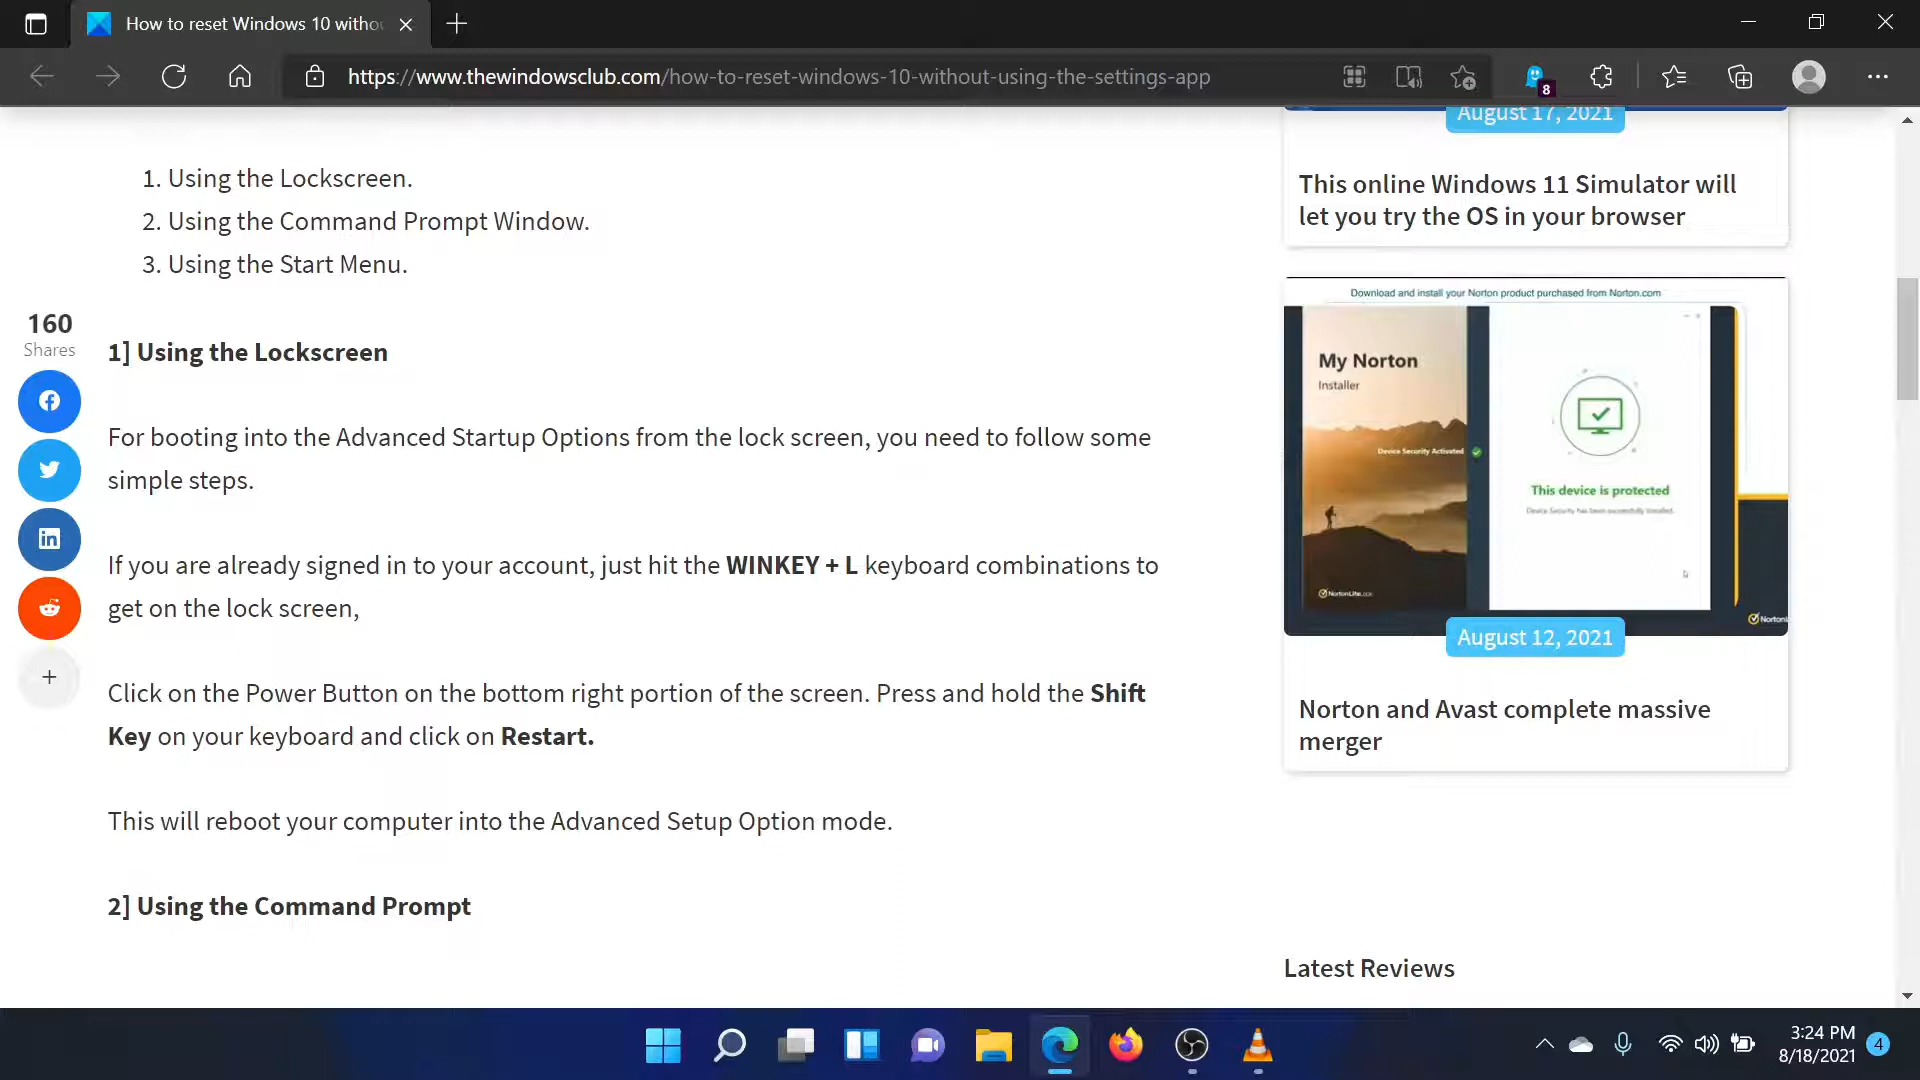 How to reset Windows 10 witho
https://www.thewindowsclub.com/how-to-reset-windows-10-without-using-the-settings-app
8
1. Using the Lockscreen.
2. Using the Command Prompt Window.
3. Using the Start Menu.
160
Shares
1] Using the Lockscreen
For booting into the Advanced Startup Options from the lock screen, you need to follow some
simple steps.
If you are already signed in to your account, just hit the WINKEY + L keyboard combinations to
get on the lock screen,
Click on the Power Button on the bottom right portion of the screen. Press and hold the Shift
Key on your keyboard and click on Restart.
This will reboot your computer into the Advanced Setup Option mode.
2] Using the Command Prompt
August 17, 2021
This online Windows 11 Simulator will
let you try the OS in your browser
Download and install your Norton product purchased from Norton.com
My Norton
Installer
Device Security Activated
This device is protected
Device Security has been successfully installed.
August 12, 2021
Norton and Avast complete massive
merger
Latest Reviews
3:24 PM
8/18/2021
4